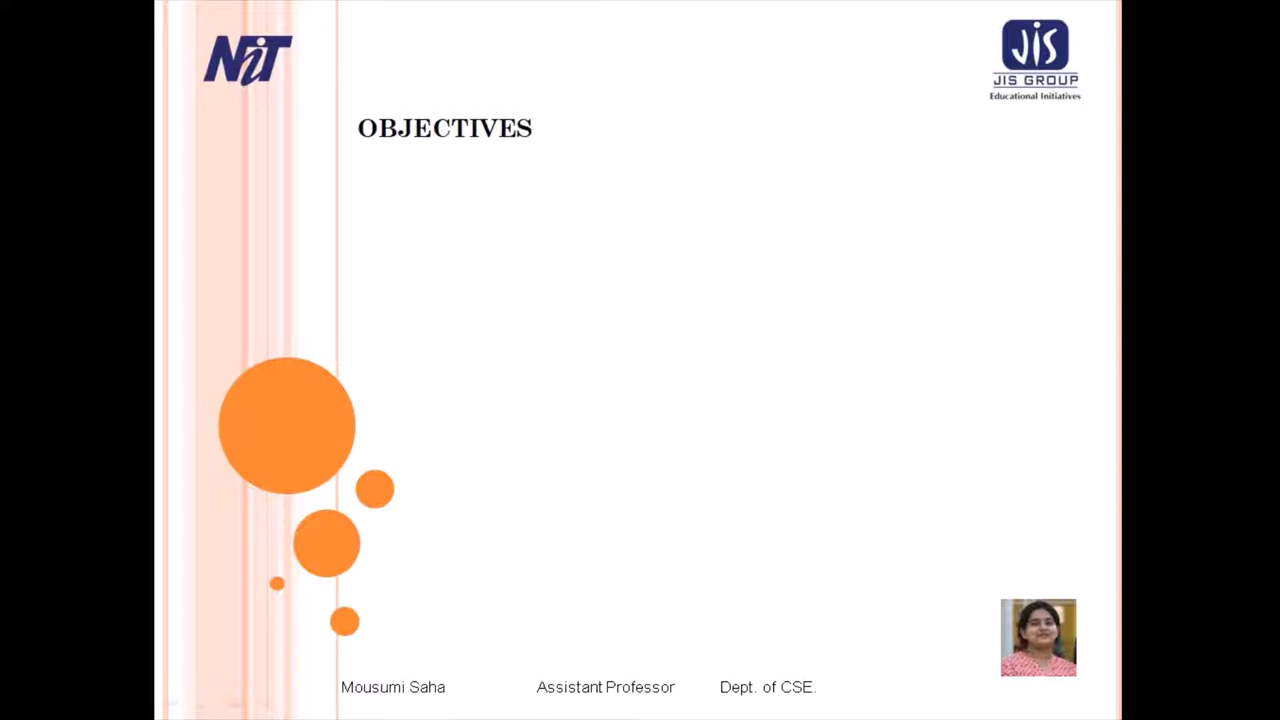 NiT
JIS
JIS GROUP
Educational Initiatives
OBJECTIVES
Mousumi Saha Assistant Professor Dept. of CSE.